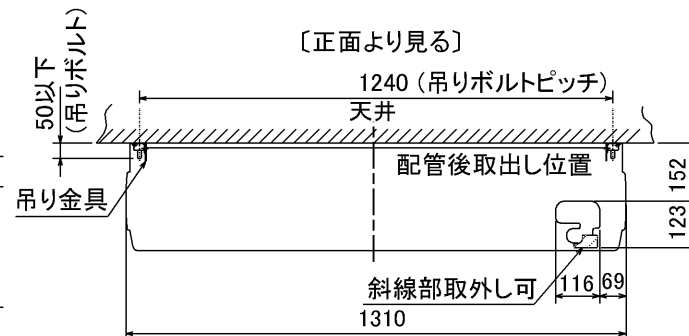 〔正面より見る〕
1240 (吊りボルトピッチ)
50以下
(吊りボルト)
天井
配管後取出し位置
吊り金具
152
123
斜線部取外し可
116
69
1310